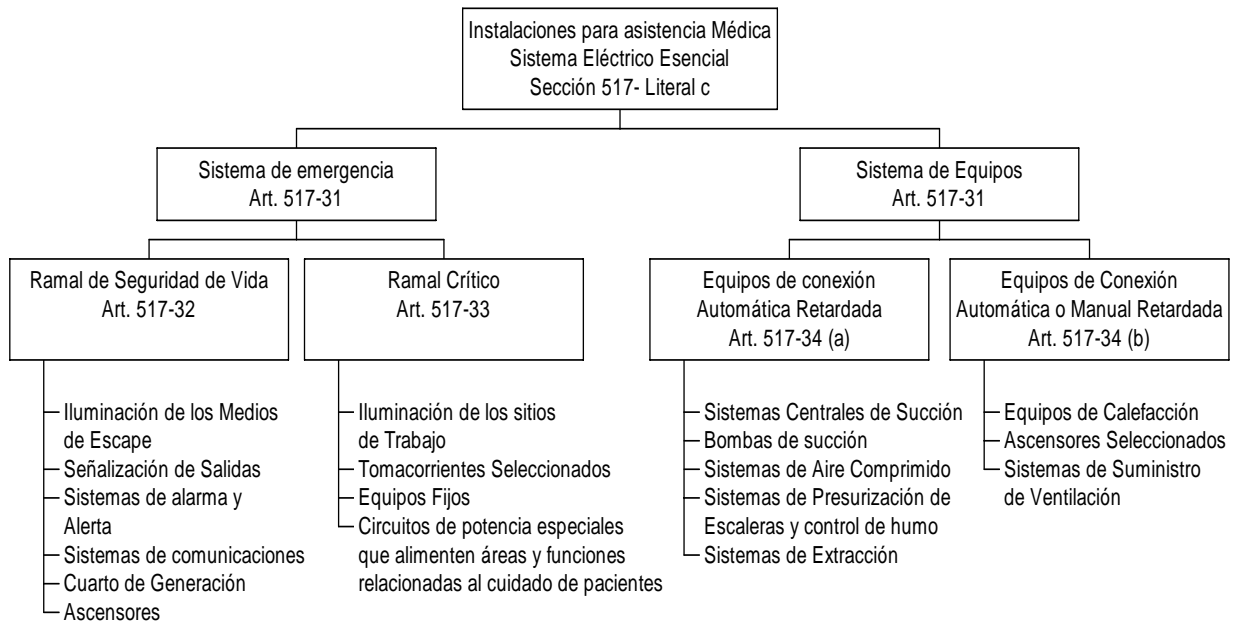 Instalaciones para asistencia Médica
Sistema Eléctrico Esencial
Sección 517- Literal c
Sistema de emergencia
Art. 517-31
Sistema de Equipos
Art. 517-31
Ramal de Seguridad de Vida
Art. 517-32
Ramal Crítico
Art. 517-33
Equipos de conexión
Automática Retardada
Art. 517-34 (a)
Equipos de Conexión
Automática o Manual Retardada
Art. 517-34 (b)
Iluminación de los Medios
de Escape
Señalización de Salidas
Sistemas de alarma y
Alerta
Sistemas de comunicaciones
Cuarto de Generación
Ascensores
Iluminación de los sitios
de Trabajo
Tomacorrientes Seleccionados
Equipos Fijos
Circuitos de potencia especiales
que alimenten áreas y funciones
relacionadas al cuidado de pacientes
Sistemas Centrales de Succión
Bombas de succión
Sistemas de Aire Comprimido
Sistemas de Presurización de
Escaleras y control de humo
Sistemas de Extracción
Equipos de Calefacción
Ascensores Seleccionados
Sistemas de Suministro
de Ventilación